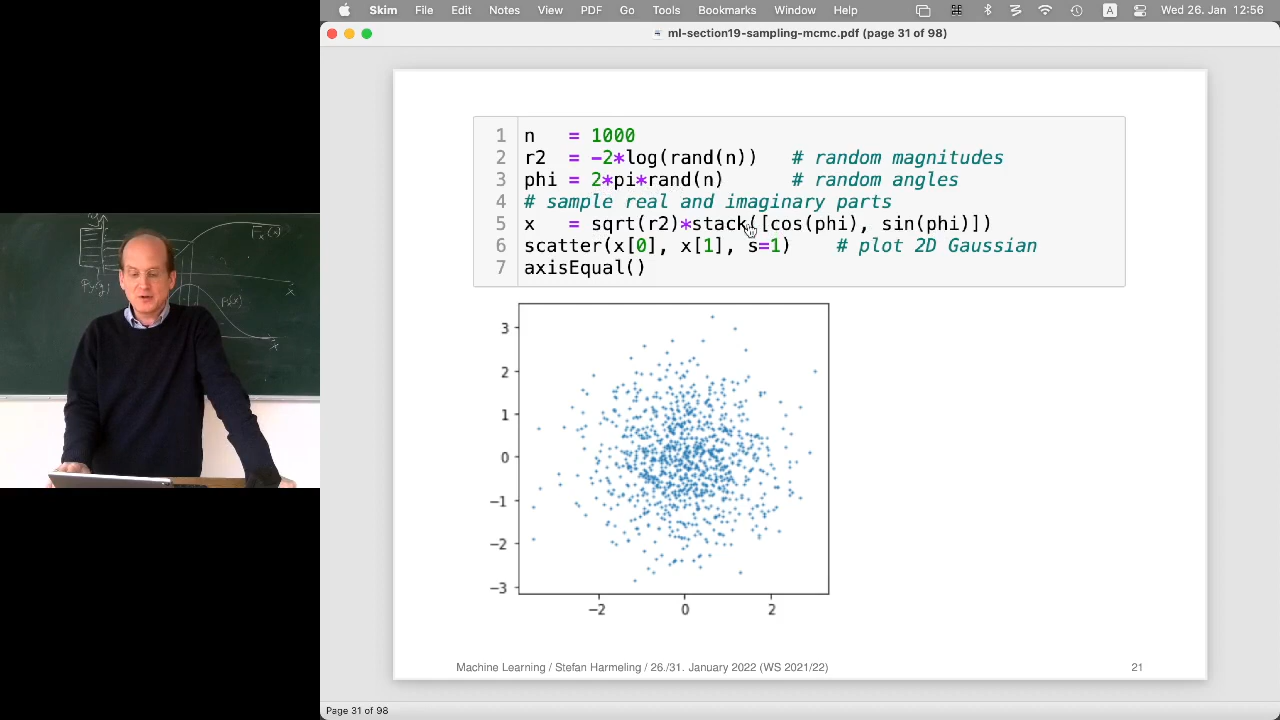 Skim File Edit Notes View PDF Go Tools Bookmarks Window Help A Wed 26. Jan 12:56
ml-section19-sampling-mcmc.pdf (page 31 of 98)
1 n = 1000
2 r2 = -2*log(rand(n)) # random magnitudes
3 phi = 2*pi*rand(n) # random angles
4 # sample real and imaginary parts
5 x = sqrt(r2)*stack([cos(phi), sin(phi)])
6 scatter(x[0], x[1], s=1) # plot 2D Gaussian
7 axisEqual()
3
2
1
0
−1
−2
−3
−2 0 2
Machine Learning / Stefan Harmeling / 26./31. January 2022 (WS 2021/22) 21
Page 31 of 98